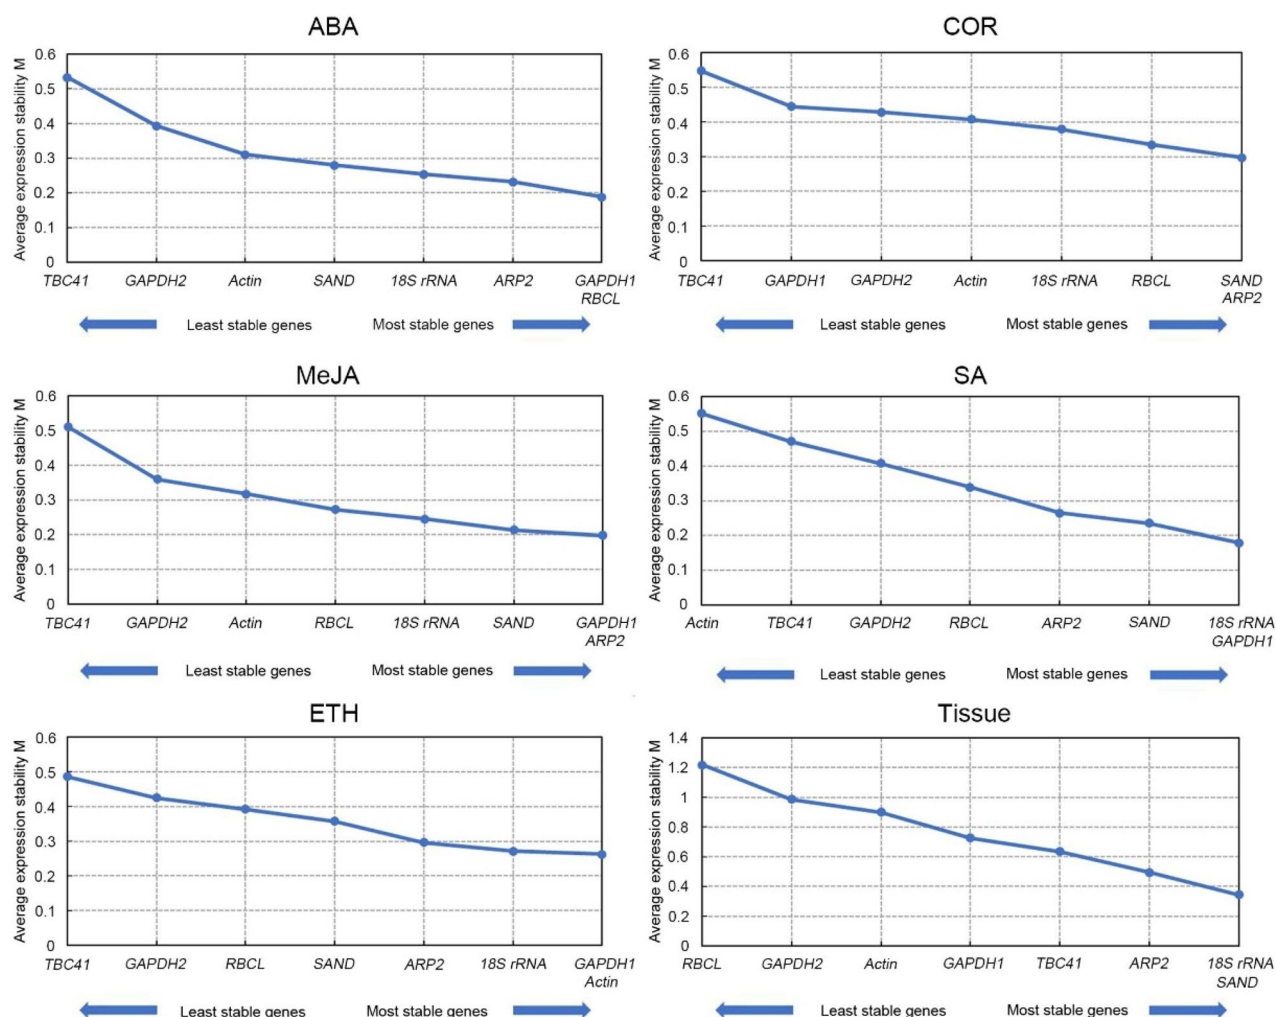 ABA
Average expression stability M
0.6
0.5
0.4
0.3
0.2
0.1
0
TBC41 GAPDH2 Actin SAND 18S rRNA ARP2 GAPDH1
RBCL
Least stable genes Most stable genes
COR
Average expression stability M
0.6
0.5
0.4
0.3
0.2
0.1
0
TBC41 GAPDH1 GAPDH2 Actin 18S rRNA RBCL SAND
ARP2
Least stable genes Most stable genes
MeJA
Average expression stability M
0.6
0.5
0.4
0.3
0.2
0.1
0
TBC41 GAPDH2 Actin RBCL 18S rRNA SAND GAPDH1
ARP2
Least stable genes Most stable genes
SA
Average expression stability M
0.6
0.5
0.4
0.3
0.2
0.1
0
Actin TBC41 GAPDH2 RBCL ARP2 SAND 18S rRNA
GAPDH1
Least stable genes Most stable genes
ETH
Average expression stability M
0.6
0.5
0.4
0.3
0.2
0.1
0
TBC41 GAPDH2 RBCL SAND ARP2 18S rRNA GAPDH1
Actin
Least stable genes Most stable genes
Tissue
Average expression stability M
1.4
1.2
1
0.8
0.6
0.4
0.2
0
RBCL GAPDH2 Actin GAPDH1 TBC41 ARP2 18S rRNA
SAND
Least stable genes Most stable genes